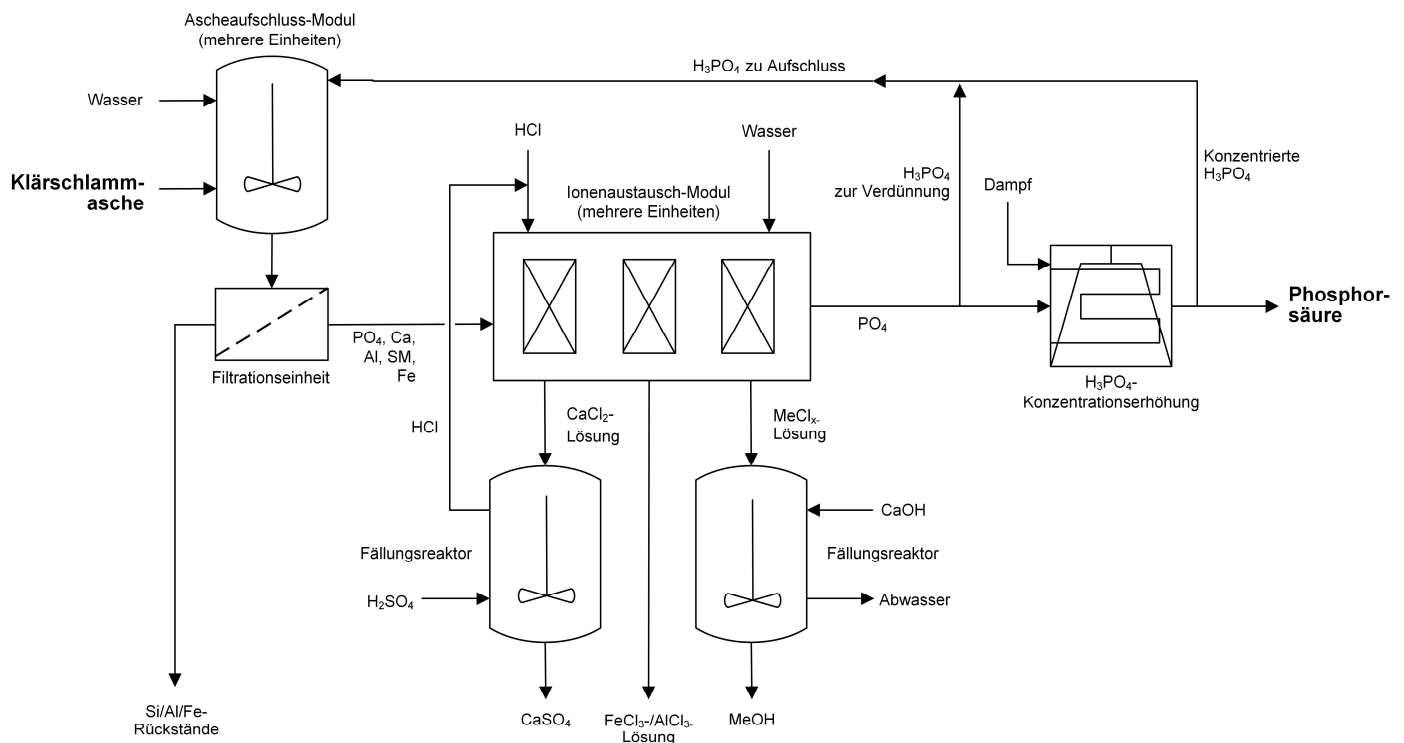 Ascheaufschluss-Modul
(mehrere Einheiten)
H₃PO₄ zu Aufschluss
Wasser
HCl
Wasser
Klärschlamm-
asche
Ionenaustausch-Modul
(mehrere Einheiten)
H₃PO₄
zur Verdünnung
Dampf
Konzentrierte
H₃PO₄
Phosphor-
säure
PO₄, Ca,
Al, SM,
Fe
PO₄
Filtrationseinheit
H₃PO₄-
Konzentrationserhöhung
HCl
CaCl₂-
Lösung
MeClₓ-
Lösung
CaOH
Fällungsreaktor
Fällungsreaktor
H₂SO₄
Abwasser
Si/Al/Fe-
Rückstände
CaSO₄
FeCl₃-/AlCl₃-
Lösung
MeOH